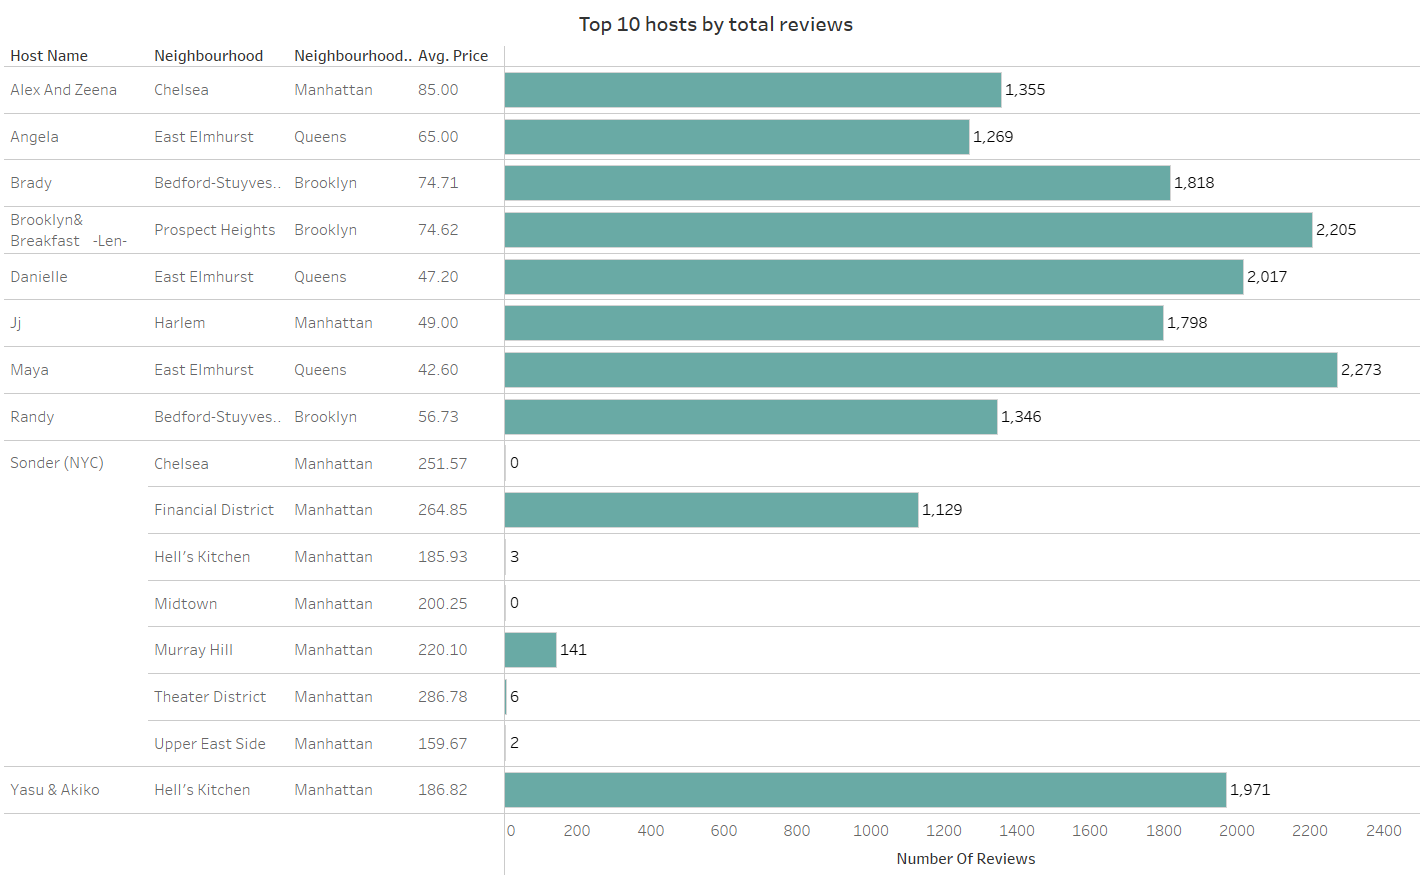 Top 10 hosts by total reviews
Host Name Neighbourhood Neighbourhood.. Avg. Price
Alex And Zeena Chelsea Manhattan 85.00 1,355
Angela East Elmhurst Queens 65.00 1,269
Brady Bedford-Stuyves.. Brooklyn 74.71 1,818
Brooklyn&
Breakfast -Len- Prospect Heights Brooklyn 74.62 2,205
Danielle East Elmhurst Queens 47.20 2,017
Jj Harlem Manhattan 49.00 1,798
Maya East Elmhurst Queens 42.60 2,273
Randy Bedford-Stuyves.. Brooklyn 56.73 1,346
Sonder (NYC) Chelsea Manhattan 251.57 0
Financial District Manhattan 264.85 1,129
Hell's Kitchen Manhattan 185.93 3
Midtown Manhattan 200.25 0
Murray Hill Manhattan 220.10 141
Theater District Manhattan 286.78 6
Upper East Side Manhattan 159.67 2
Yasu & Akiko Hell's Kitchen Manhattan 186.82 1,971
0 200 400 600 800 1000 1200 1400 1600 1800 2000 2200 2400
Number Of Reviews